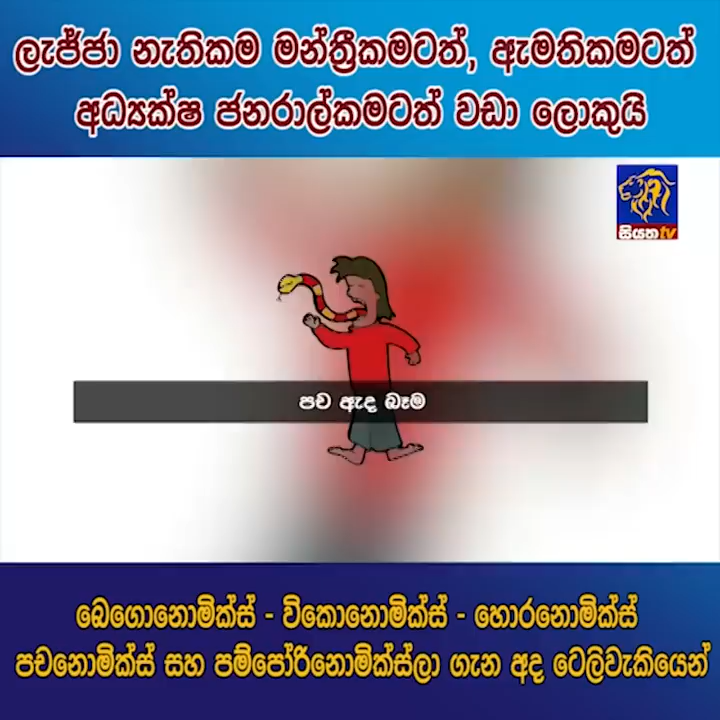 ලැජ්ජා නැතිකම මන්ත්‍රීකමටත්, ඇමතිකමටත්
අධ්‍යක්ෂ ජනරාල්කමටත් වඩා ලොකුයි
සියත tv
පච ඇද බෑම
බෙගොනොමික්ස් - විකොනොමික්ස් - හොරනොමික්ස්
පචනොමික්ස් සහ පම්පෝරිනොමික්ස්ලා ගැන අද ටෙලිවැකියෙන්